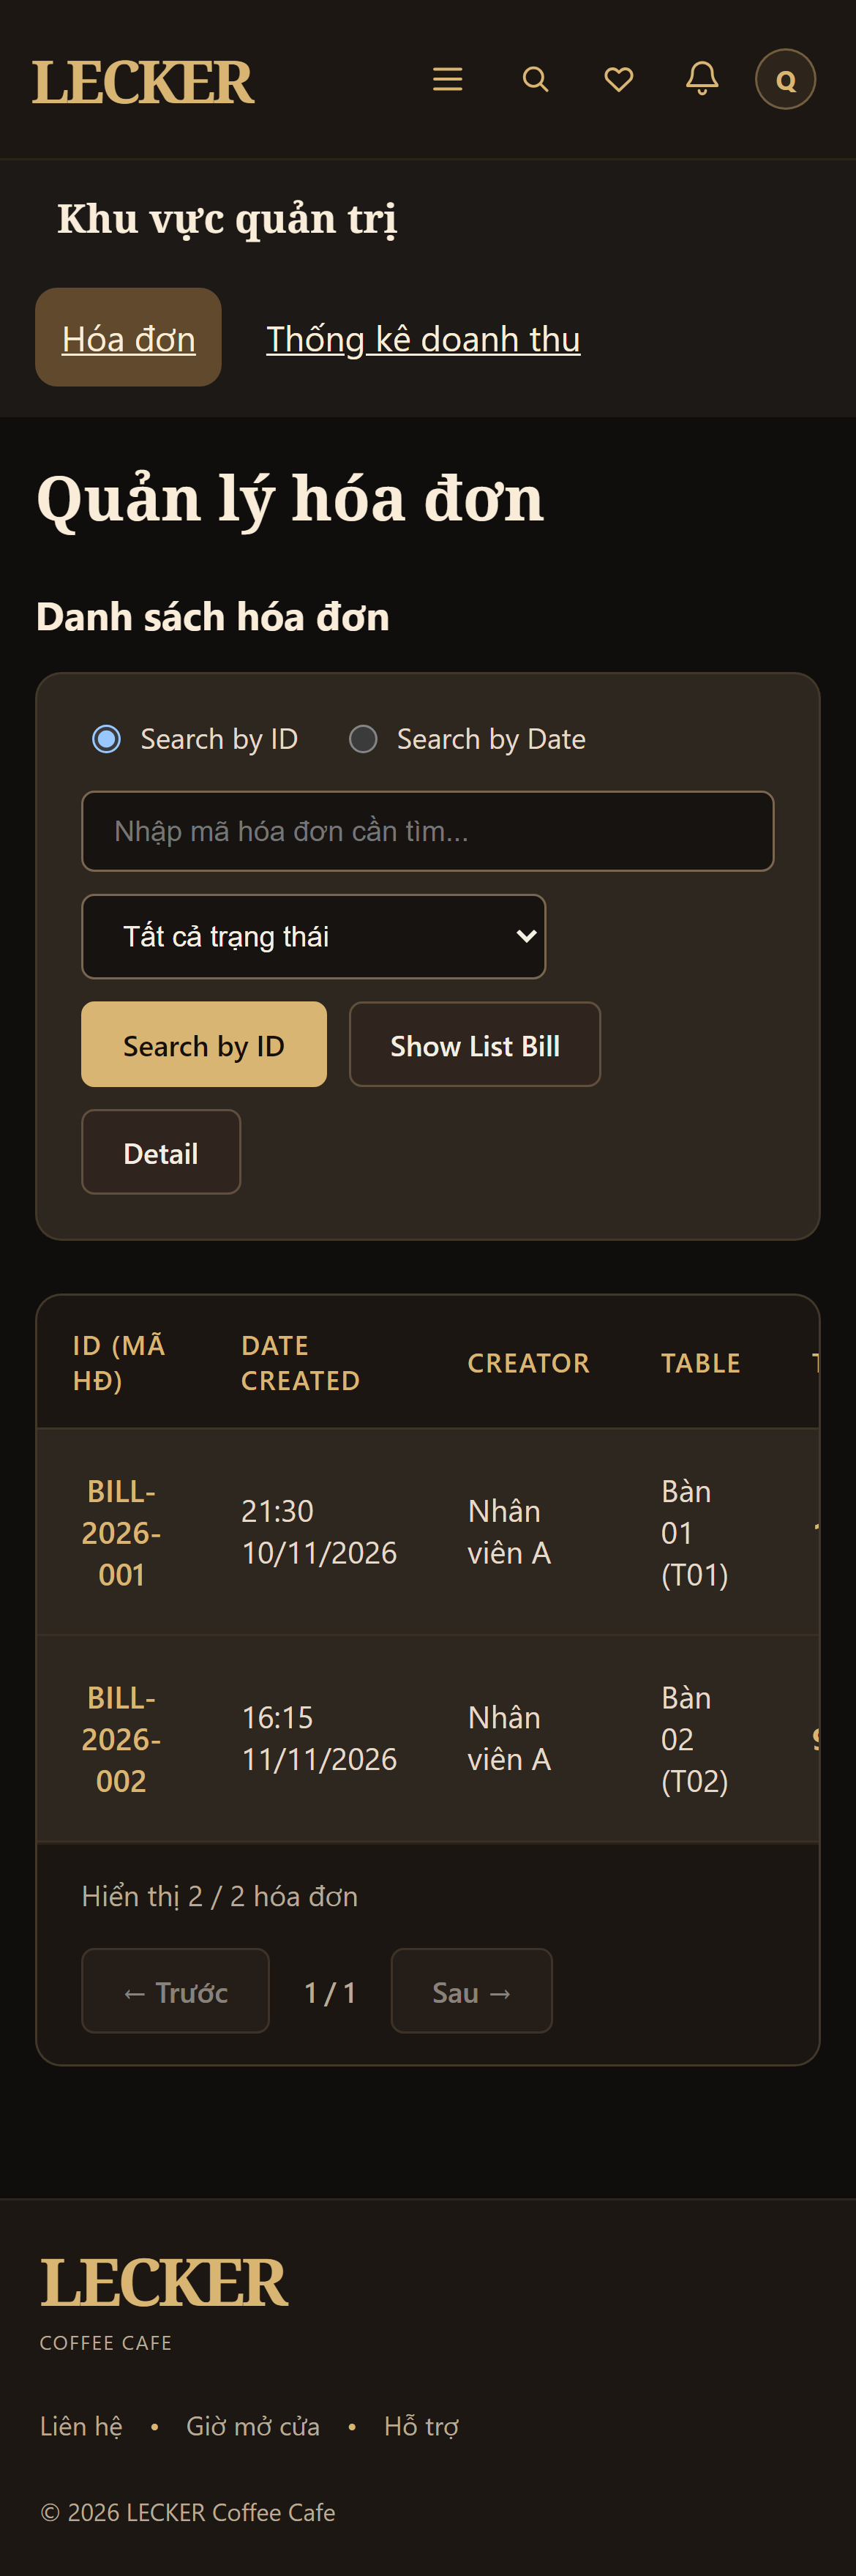 LECKER
Q
Khu vực quản trị
Hóa đơn
Thống kê doanh thu
Quản lý hóa đơn
Danh sách hóa đơn
Search by ID
Search by Date
Nhập mã hóa đơn cần tìm...
Tất cả trạng thái
Search by ID
Show List Bill
Detail
ID (MÃ
HĐ)
DATE
CREATED
CREATOR
TABLE
BILL-
2026-
001
21:30
10/11/2026
Nhân
viên A
Bàn
01
(T01)
BILL-
2026-
002
16:15
11/11/2026
Nhân
viên A
Bàn
02
(T02)
Hiển thị 2 / 2 hóa đơn
← Trước
1 / 1
Sau →
LECKER
COFFEE CAFE
Liên hệ • Giờ mở cửa • Hỗ trợ
© 2026 LECKER Coffee Cafe